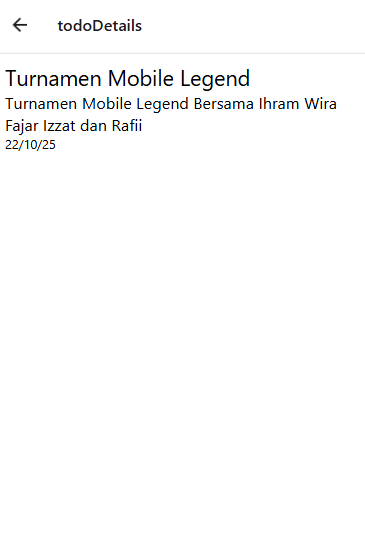 todoDetails
Turnamen Mobile Legend
Turnamen Mobile Legend Bersama Ihram Wira
Fajar Izzat dan Rafii
22/10/25